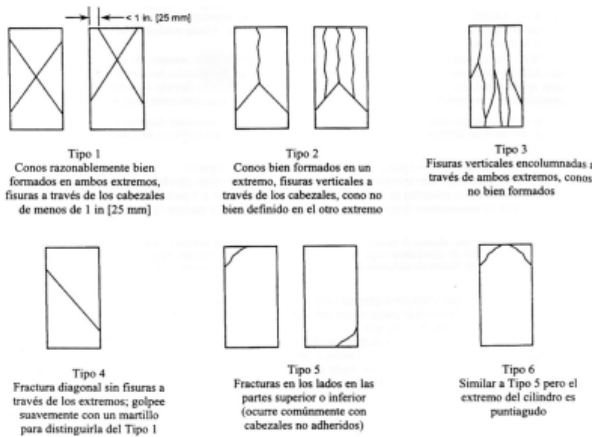 < 1 in. [25 mm]
Tipo 1
Conos razonablemente bien
formados en ambos extremos,
fisuras a través de los cabezales
de menos de 1 in [25 mm]
Tipo 2
Conos bien formados en un
extremo, fisuras verticales a
través de los cabezales, cono no
bien definido en el otro extremo
Tipo 3
Fisuras verticales encolumnadas a
través de ambos extremos, conos
no bien formados
Tipo 4
Fractura diagonal sin fisuras a
través de los extremos; golpee
suavemente con un martillo
para distinguirla del Tipo 1
Tipo 5
Fracturas en los lados en las
partes superior o inferior
(ocurre comúnmente con
cabezales no adheridos)
Tipo 6
Similar a Tipo 5 pero el
extremo del cilindro es
puntiagudo